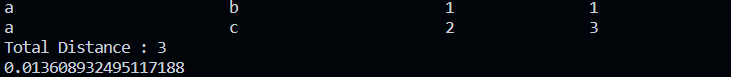 a b 1 1
a c 2 3
Total Distance : 3
0.013608932495117188